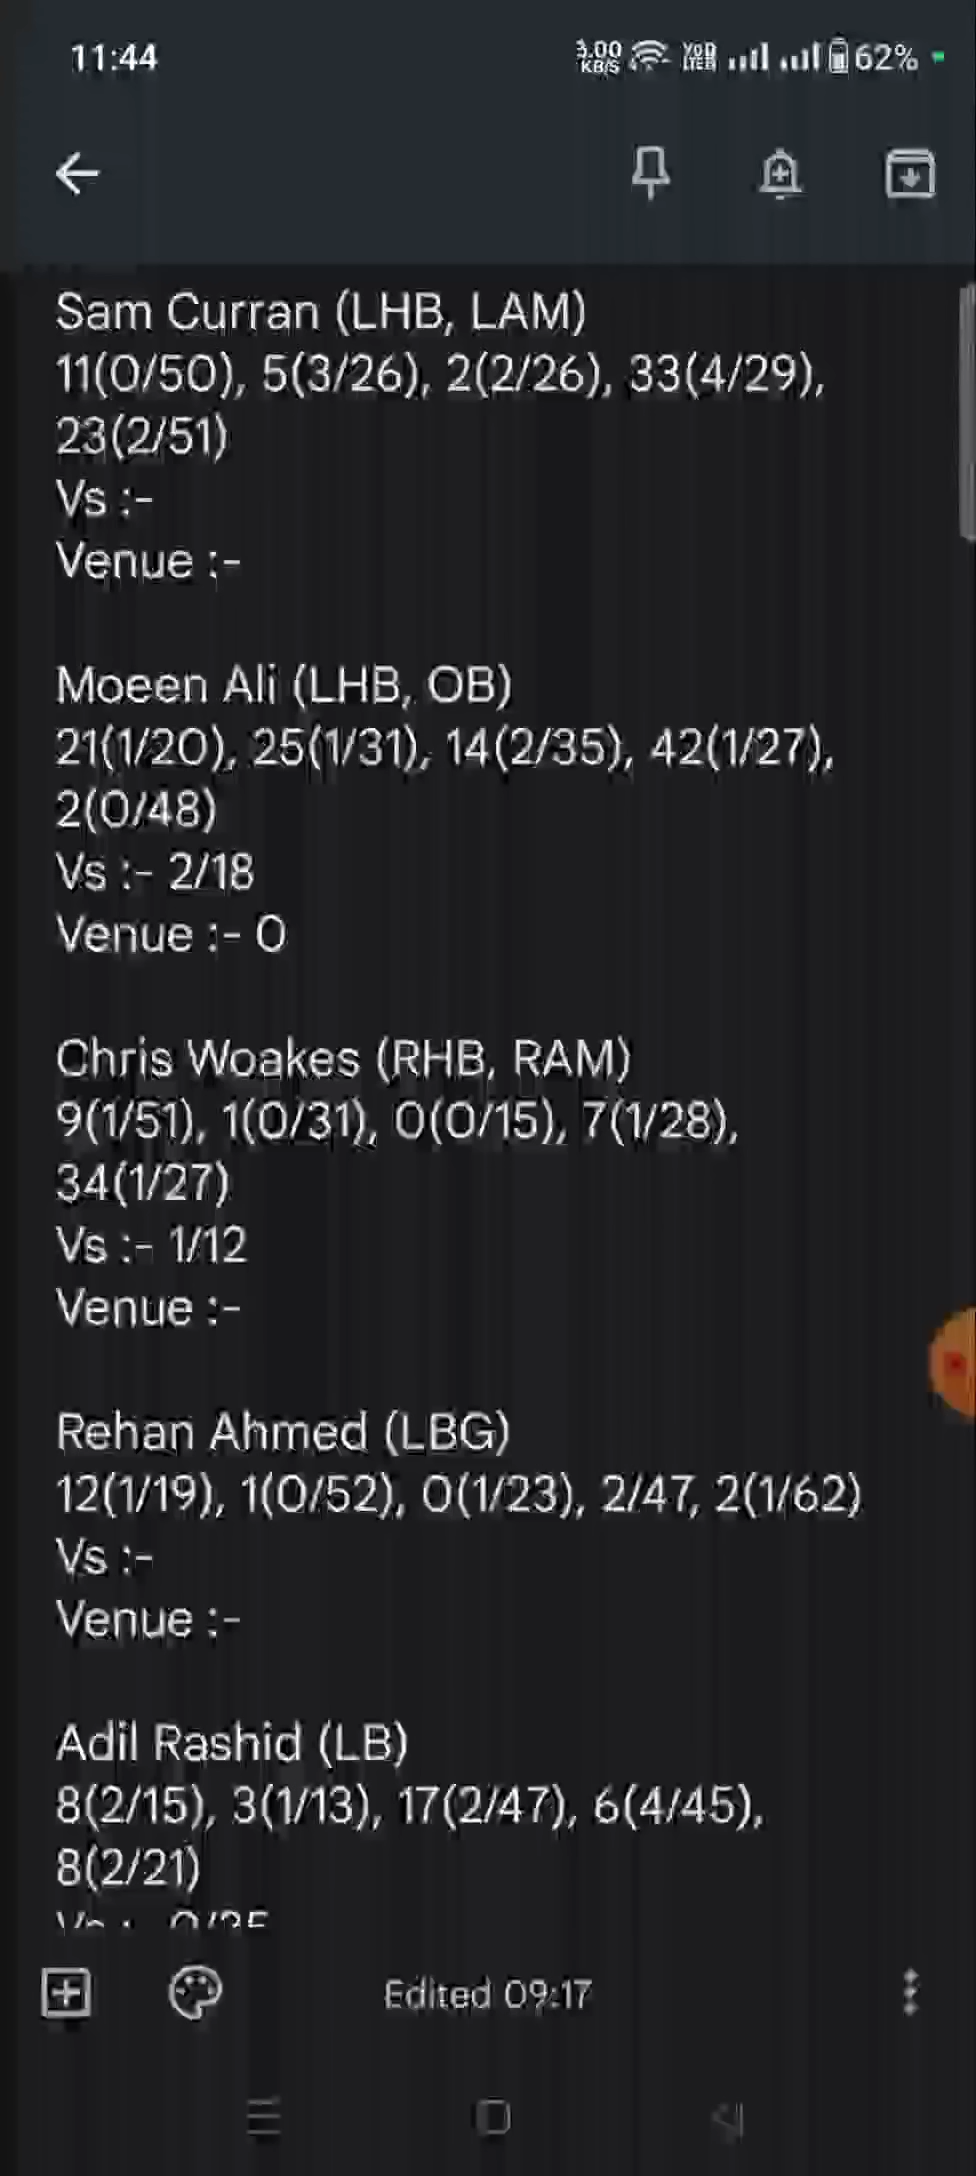 11:44
3.00 KB/S 62%
Sam Curran (LHB, LAM)
11(0/50), 5(3/26), 2(2/26), 33(4/29),
23(2/51)
Vs :-
Venue :-
Moeen Ali (LHB, OB)
21(1/20), 25(1/31), 14(2/35), 42(1/27),
2(0/48)
Vs :- 2/18
Venue :- 0
Chris Woakes (RHB, RAM)
9(1/51), 1(0/31), 0(0/15), 7(1/28),
34(1/27)
Vs :- 1/12
Venue :-
Rehan Ahmed (LBG)
12(1/19), 1(0/52), 0(1/23), 2/47, 2(1/62)
Vs :-
Venue :-
Adil Rashid (LB)
8(2/15), 3(1/13), 17(2/47), 6(4/45),
8(2/21)
Edited 09:17